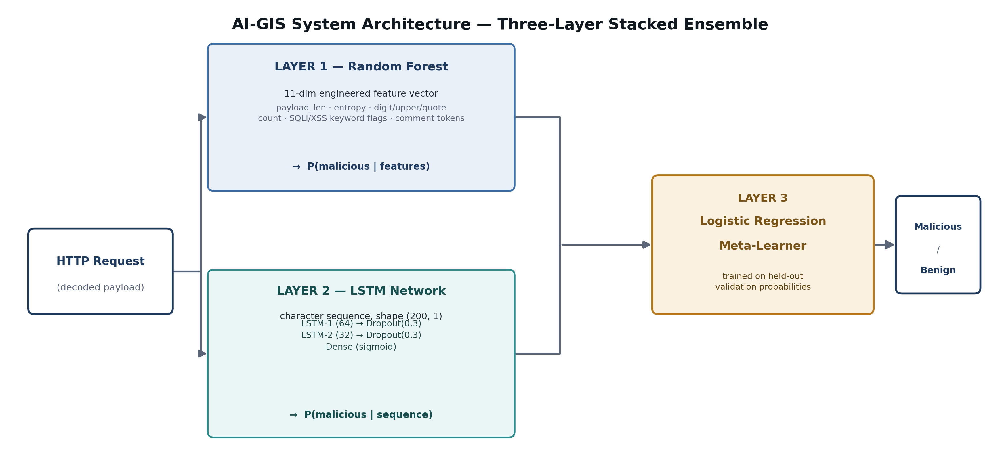 AI-GIS System Architecture — Three-Layer Stacked Ensemble
LAYER 1 — Random Forest
11-dim engineered feature vector
payload_len · entropy · digit/upper/quote
count · SQLi/XSS keyword flags · comment tokens
→ P(malicious | features)
HTTP Request
(decoded payload)
LAYER 2 — LSTM Network
character sequence, shape (200, 1)
LSTM-1 (64) → Dropout(0.3)
LSTM-2 (32) → Dropout(0.3)
Dense (sigmoid)
→ P(malicious | sequence)
LAYER 3
Logistic Regression
Meta-Learner
trained on held-out
validation probabilities
Malicious
/
Benign